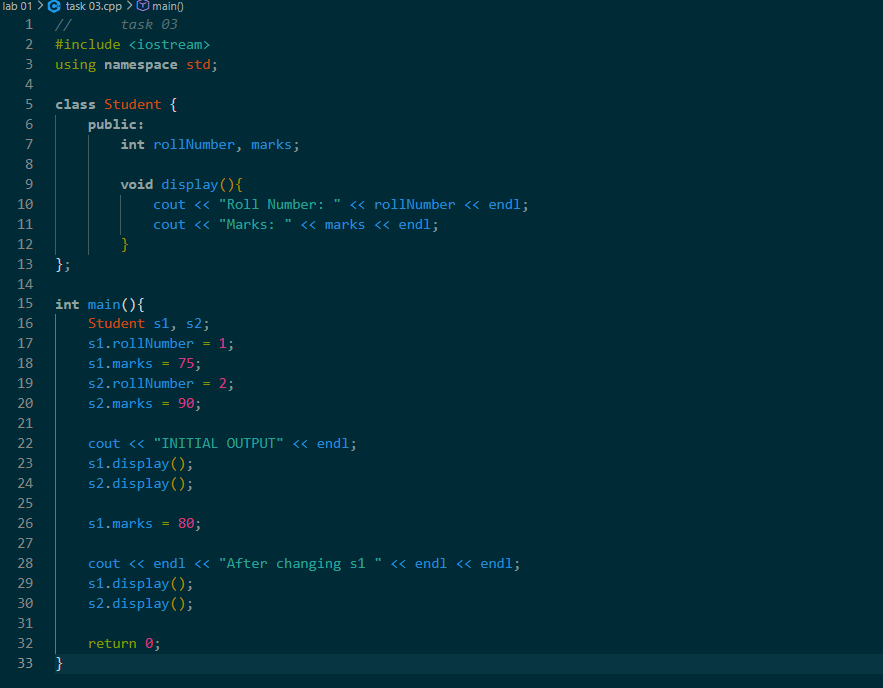 lab 01 > task 03.cpp > main()
1 //      task 03
2 #include <iostream>
3 using namespace std;
4
5 class Student {
6     public:
7         int rollNumber, marks;
8
9         void display(){
10             cout << "Roll Number: " << rollNumber << endl;
11             cout << "Marks: " << marks << endl;
12         }
13 };
14
15 int main(){
16     Student s1, s2;
17     s1.rollNumber = 1;
18     s1.marks = 75;
19     s2.rollNumber = 2;
20     s2.marks = 90;
21
22     cout << "INITIAL OUTPUT" << endl;
23     s1.display();
24     s2.display();
25
26     s1.marks = 80;
27
28     cout << endl << "After changing s1 " << endl << endl;
29     s1.display();
30     s2.display();
31
32     return 0;
33 }